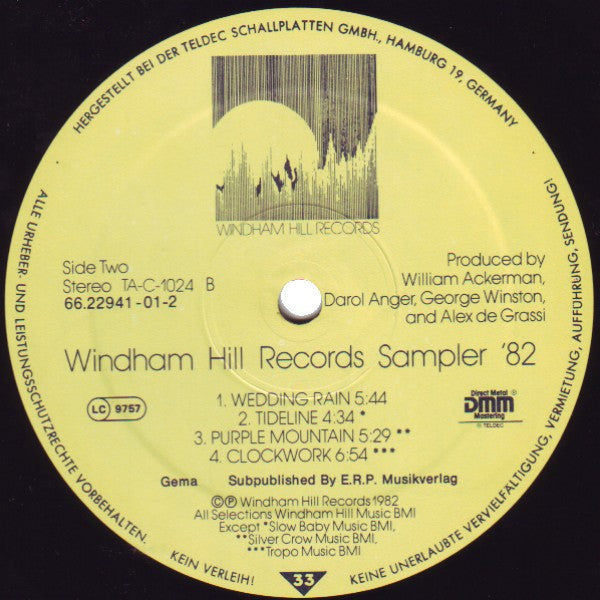 HERGESTELLT BEI DER TELDEC SCHALLPLATTEN GMBH., HAMBURG 19, GERMANY
WINDHAM HILL RECORDS
Side Two
Stereo TA-C-1024 B
66.22941-01-2
Produced by
William Ackerman,
Darol Anger, George Winston,
and Alex de Grassi
Windham Hill Records Sampler '82
LC 9757
1. WEDDING RAIN 5:44
2. TIDELINE 4:34 *
3. PURPLE MOUNTAIN 5:29 **
4. CLOCKWORK 6:54 ***
Direct Metal ℗
DMM
Mastering
© TELDEC
Gema Subpublished By E.R.P. Musikverlag
©℗ Windham Hill Records 1982
All Selections Windham Hill Music BMI
Except *Slow Baby Music BMI,
**Silver Crow Music BMI,
***Tropo Music BMI
33
ALLE URHEBER- UND LEISTUNGSSCHUTZRECHTE VORBEHALTEN.
KEIN VERLEIH!
KEINE UNERLAUBTE VERVIELFÄLTIGUNG, VERMIETUNG, AUFFÜHRUNG, SENDUNG!